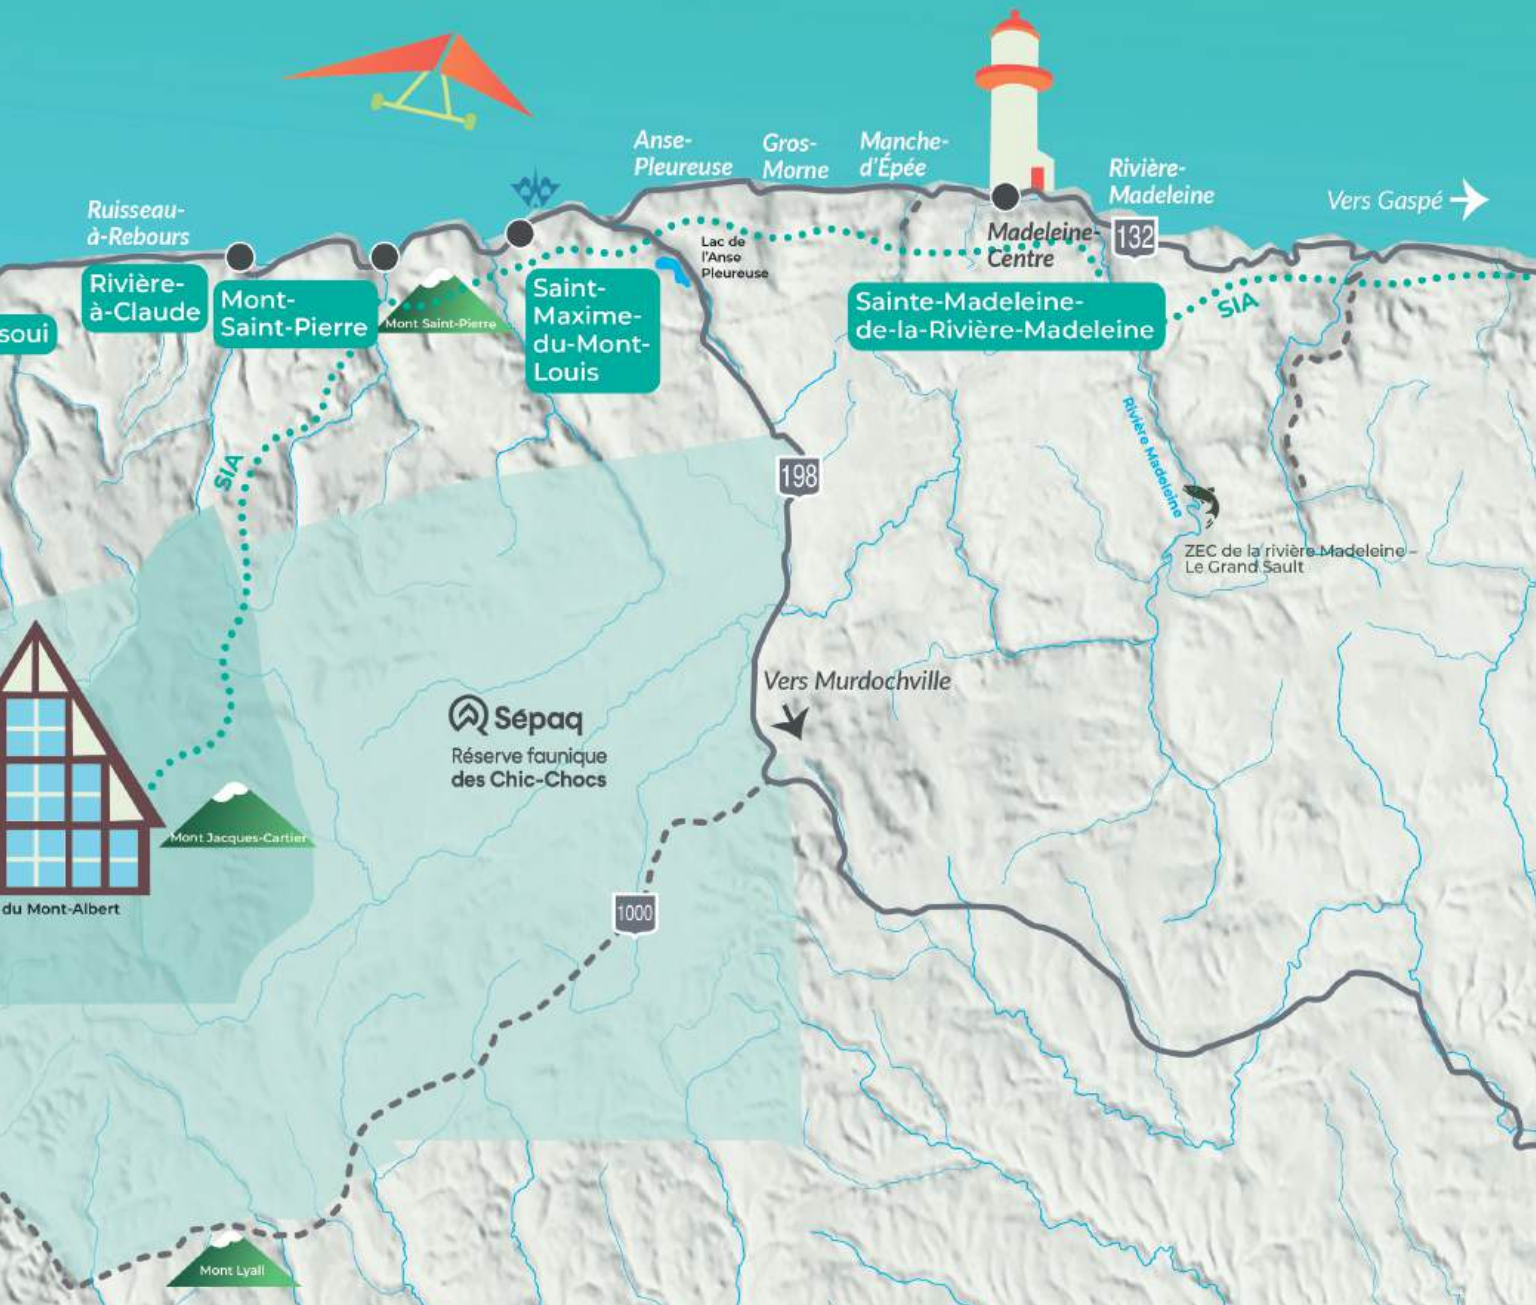 Anse-
Pleureuse
Gros-
Morne
Manche-
d'Épée
Rivière-
Madeleine
Vers Gaspé
Ruisseau-
à-Rebours
Madeleine-
Centre
132
Lac de
l'Anse
Pleureuse
Rivière-
à-Claude
Mont-
Saint-Pierre
Mont Saint-Pierre
Saint-
Maxime-
du-Mont-
Louis
Sainte-Madeleine-
de-la-Rivière-Madeleine
SIA
soui
SIA
198
Rivière Madeleine
ZEC de la rivière Madeleine –
Le Grand Sault
Vers Murdochville
Sépaq
Réserve faunique
des Chic-Chocs
Mont Jacques-Cartier
du Mont-Albert
1000
Mont Lyall